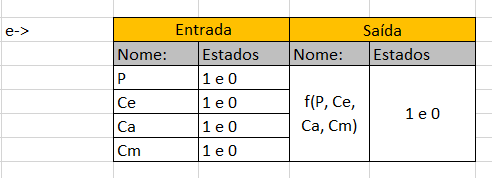 e-> Entrada Saída
Nome: Estados Nome: Estados
P 1 e 0
Ce 1 e 0
Ca 1 e 0
Cm 1 e 0
f(P, Ce,
Ca, Cm)
1 e 0